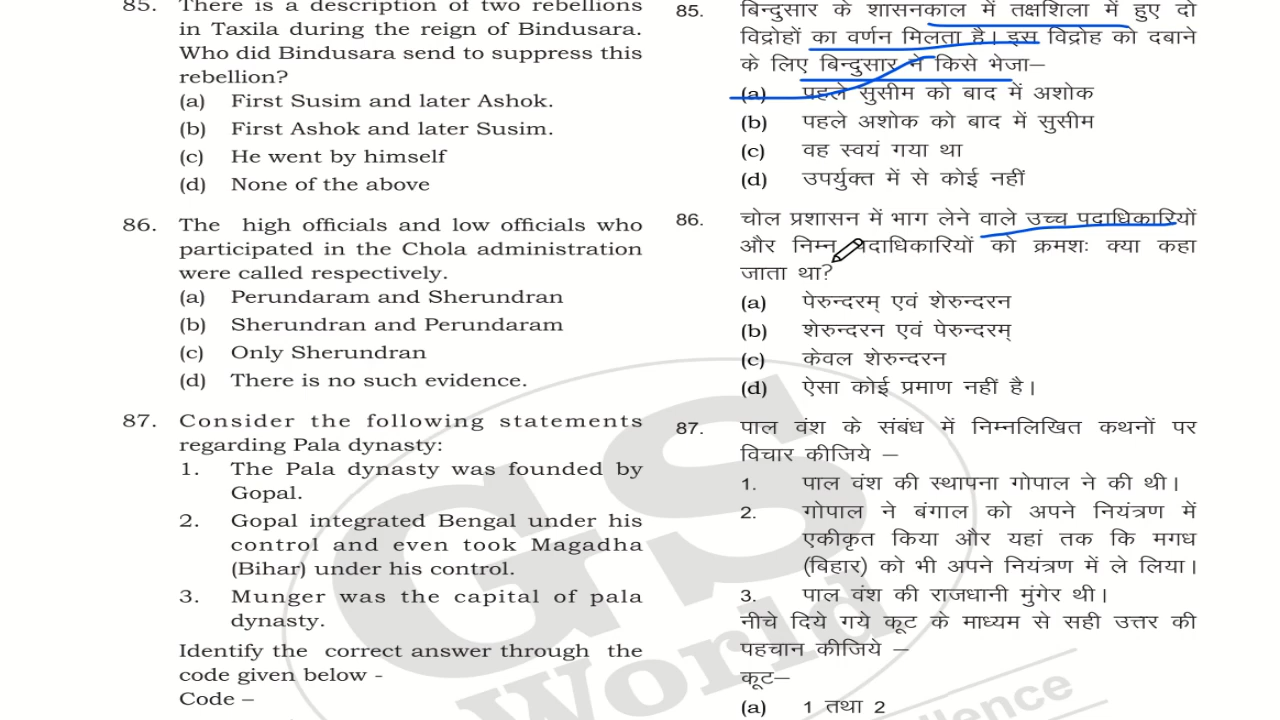 85. There is a description of two rebellions
in Taxila during the reign of Bindusara.
Who did Bindusara send to suppress this
rebellion?
(a) First Susim and later Ashok.
(b) First Ashok and later Susim.
(c) He went by himself
(d) None of the above
86. The high officials and low officials who
participated in the Chola administration
were called respectively.
(a) Perundaram and Sherundran
(b) Sherundran and Perundaram
(c) Only Sherundran
(d) There is no such evidence.
87. Consider the following statements
regarding Pala dynasty:
1. The Pala dynasty was founded by
Gopal.
2. Gopal integrated Bengal under his
control and even took Magadha
(Bihar) under his control.
3. Munger was the capital of pala
dynasty.
Identify the correct answer through the
code given below -
Code –
85. बिन्दुसार के शासनकाल में तक्षशिला में हुए दो
विद्रोहों का वर्णन मिलता है। इस विद्रोह को दबाने
के लिए बिन्दुसार ने किसे भेजा–
(a) पहले सुसीम को बाद में अशोक
(b) पहले अशोक को बाद में सुसीम
(c) वह स्वयं गया था
(d) उपर्युक्त में से कोई नहीं
86. चोल प्रशासन में भाग लेने वाले उच्च पदाधिकारियों
और निम्न पदाधिकारियों को क्रमशः क्या कहा
जाता था?
(a) पेरुन्दरम् एवं शेरुन्दरन
(b) शेरुन्दरन एवं पेरुन्दरम्
(c) केवल शेरुन्दरन
(d) ऐसा कोई प्रमाण नहीं है।
87. पाल वंश के संबंध में निम्नलिखित कथनों पर
विचार कीजिये –
1. पाल वंश की स्थापना गोपाल ने की थी।
2. गोपाल ने बंगाल को अपने नियंत्रण में
एकीकृत किया और यहां तक कि मगध
(बिहार) को भी अपने नियंत्रण में ले लिया।
3. पाल वंश की राजधानी मुंगेर थी।
नीचे दिये गये कूट के माध्यम से सही उत्तर की
पहचान कीजिये –
कूट–
(a) 1 तथा 2
GS
World